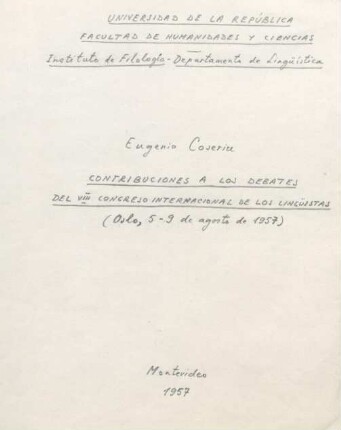 UNIVERSIDAD DE LA REPÚBLICA
FACULTAD DE HUMANIDADES Y CIENCIAS
Instituto de Filología - Departamento de Lingüística
Eugenio Coseriu
CONTRIBUCIONES A LOS DEBATES
DEL VIII CONGRESO INTERNACIONAL DE LOS LINGÜISTAS
(Oslo, 5-9 de agosto de 1957)
Montevideo
1957